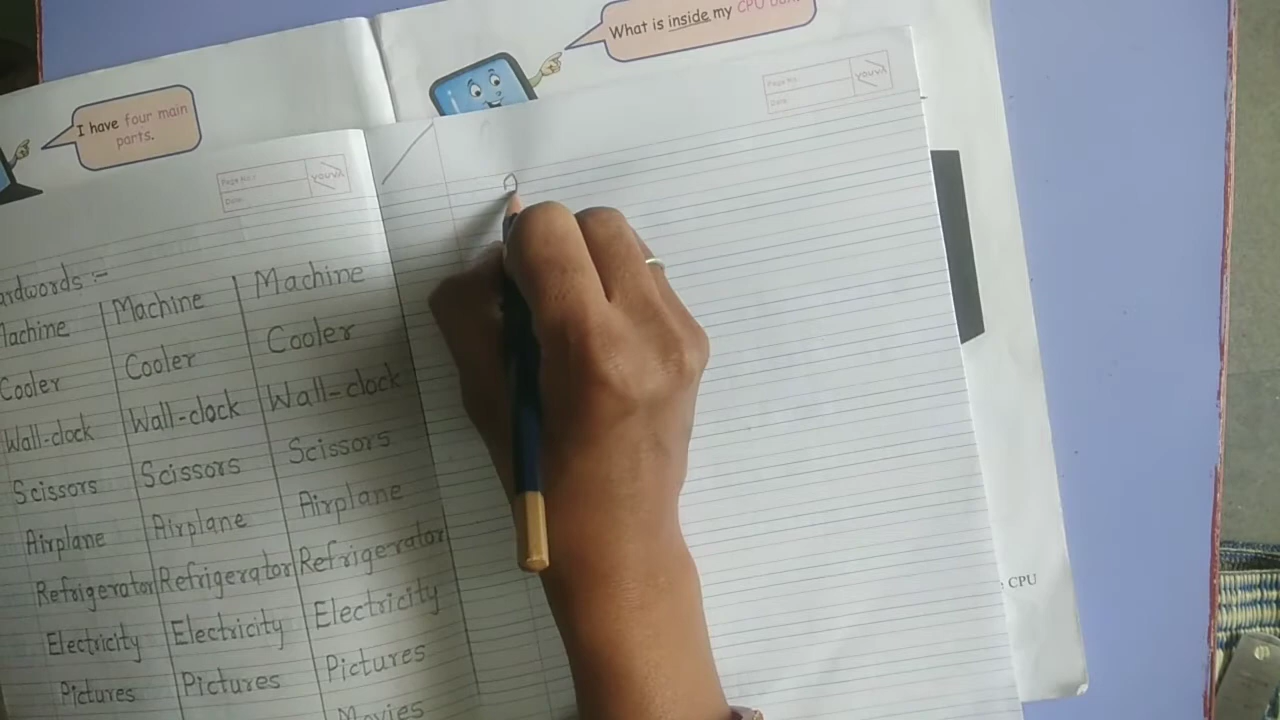 What is inside my CPU
I have four main
parts.
Page No.:
Date:
youva
Page No.:
Date:
youva
ardwords :-
Machine Machine Machine
Cooler Cooler Cooler
Wall-clock Wall-clock Wall-clock
Scissors Scissors Scissors
Airplane Airplane Airplane
Refrigerator Refrigerator Refrigerator
Electricity Electricity Electricity
Pictures Pictures Pictures
Movies
CPU